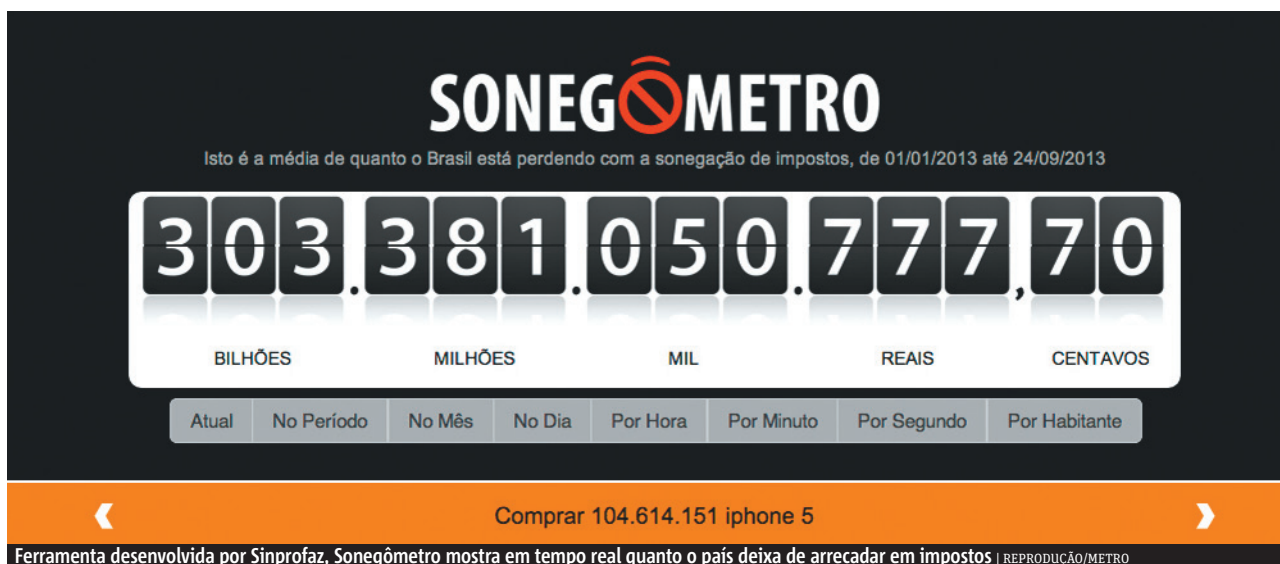 SONEGÔMETRO
Isto é a média de quanto o Brasil está perdendo com a sonegação de impostos, de 01/01/2013 até 24/09/2013
303.381.050.777,70
BILHÕES MILHÕES MIL REAIS CENTAVOS
Atual No Período No Mês No Dia Por Hora Por Minuto Por Segundo Por Habitante
Comprar 104.614.151 iphone 5
Ferramenta desenvolvida por Sinprofaz, Sonegômetro mostra em tempo real quanto o país deixa de arrecadar em impostos | REPRODUÇÃO/METRO